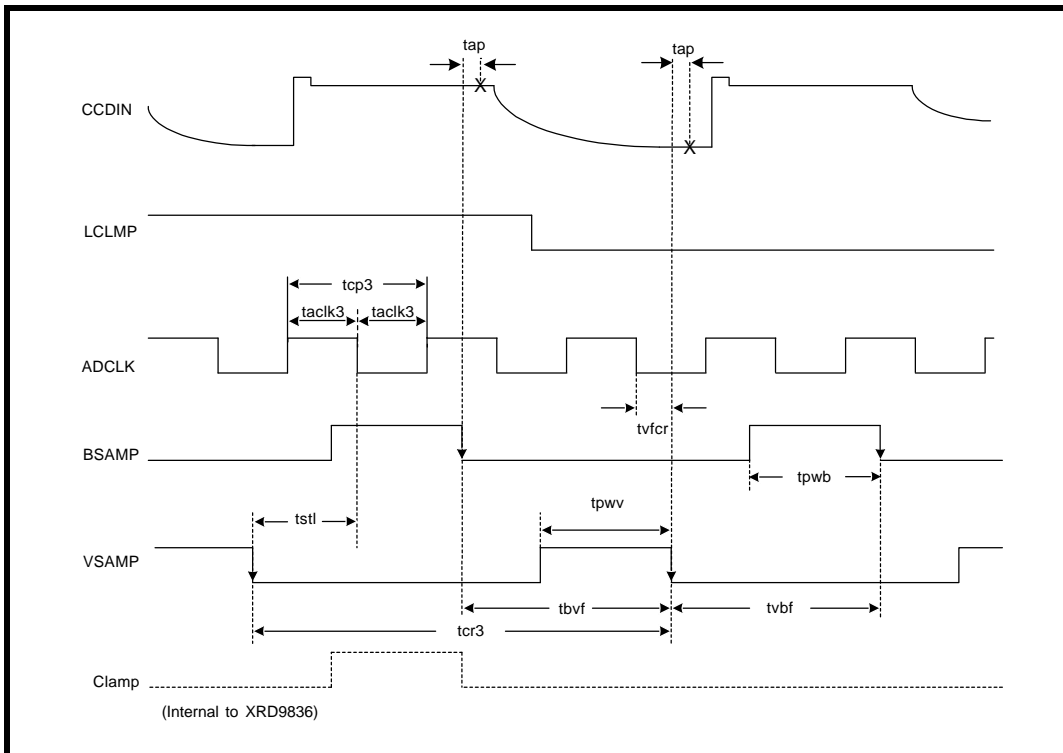 tap
tap
CCDIN
X
X
LCLMP
tcp3
taclk3
taclk3
ADCLK
tvfcr
BSAMP
tpwb
tpwv
tstl
VSAMP
tbvf
tvbf
tcr3
Clamp
(Internal to XRD9836)